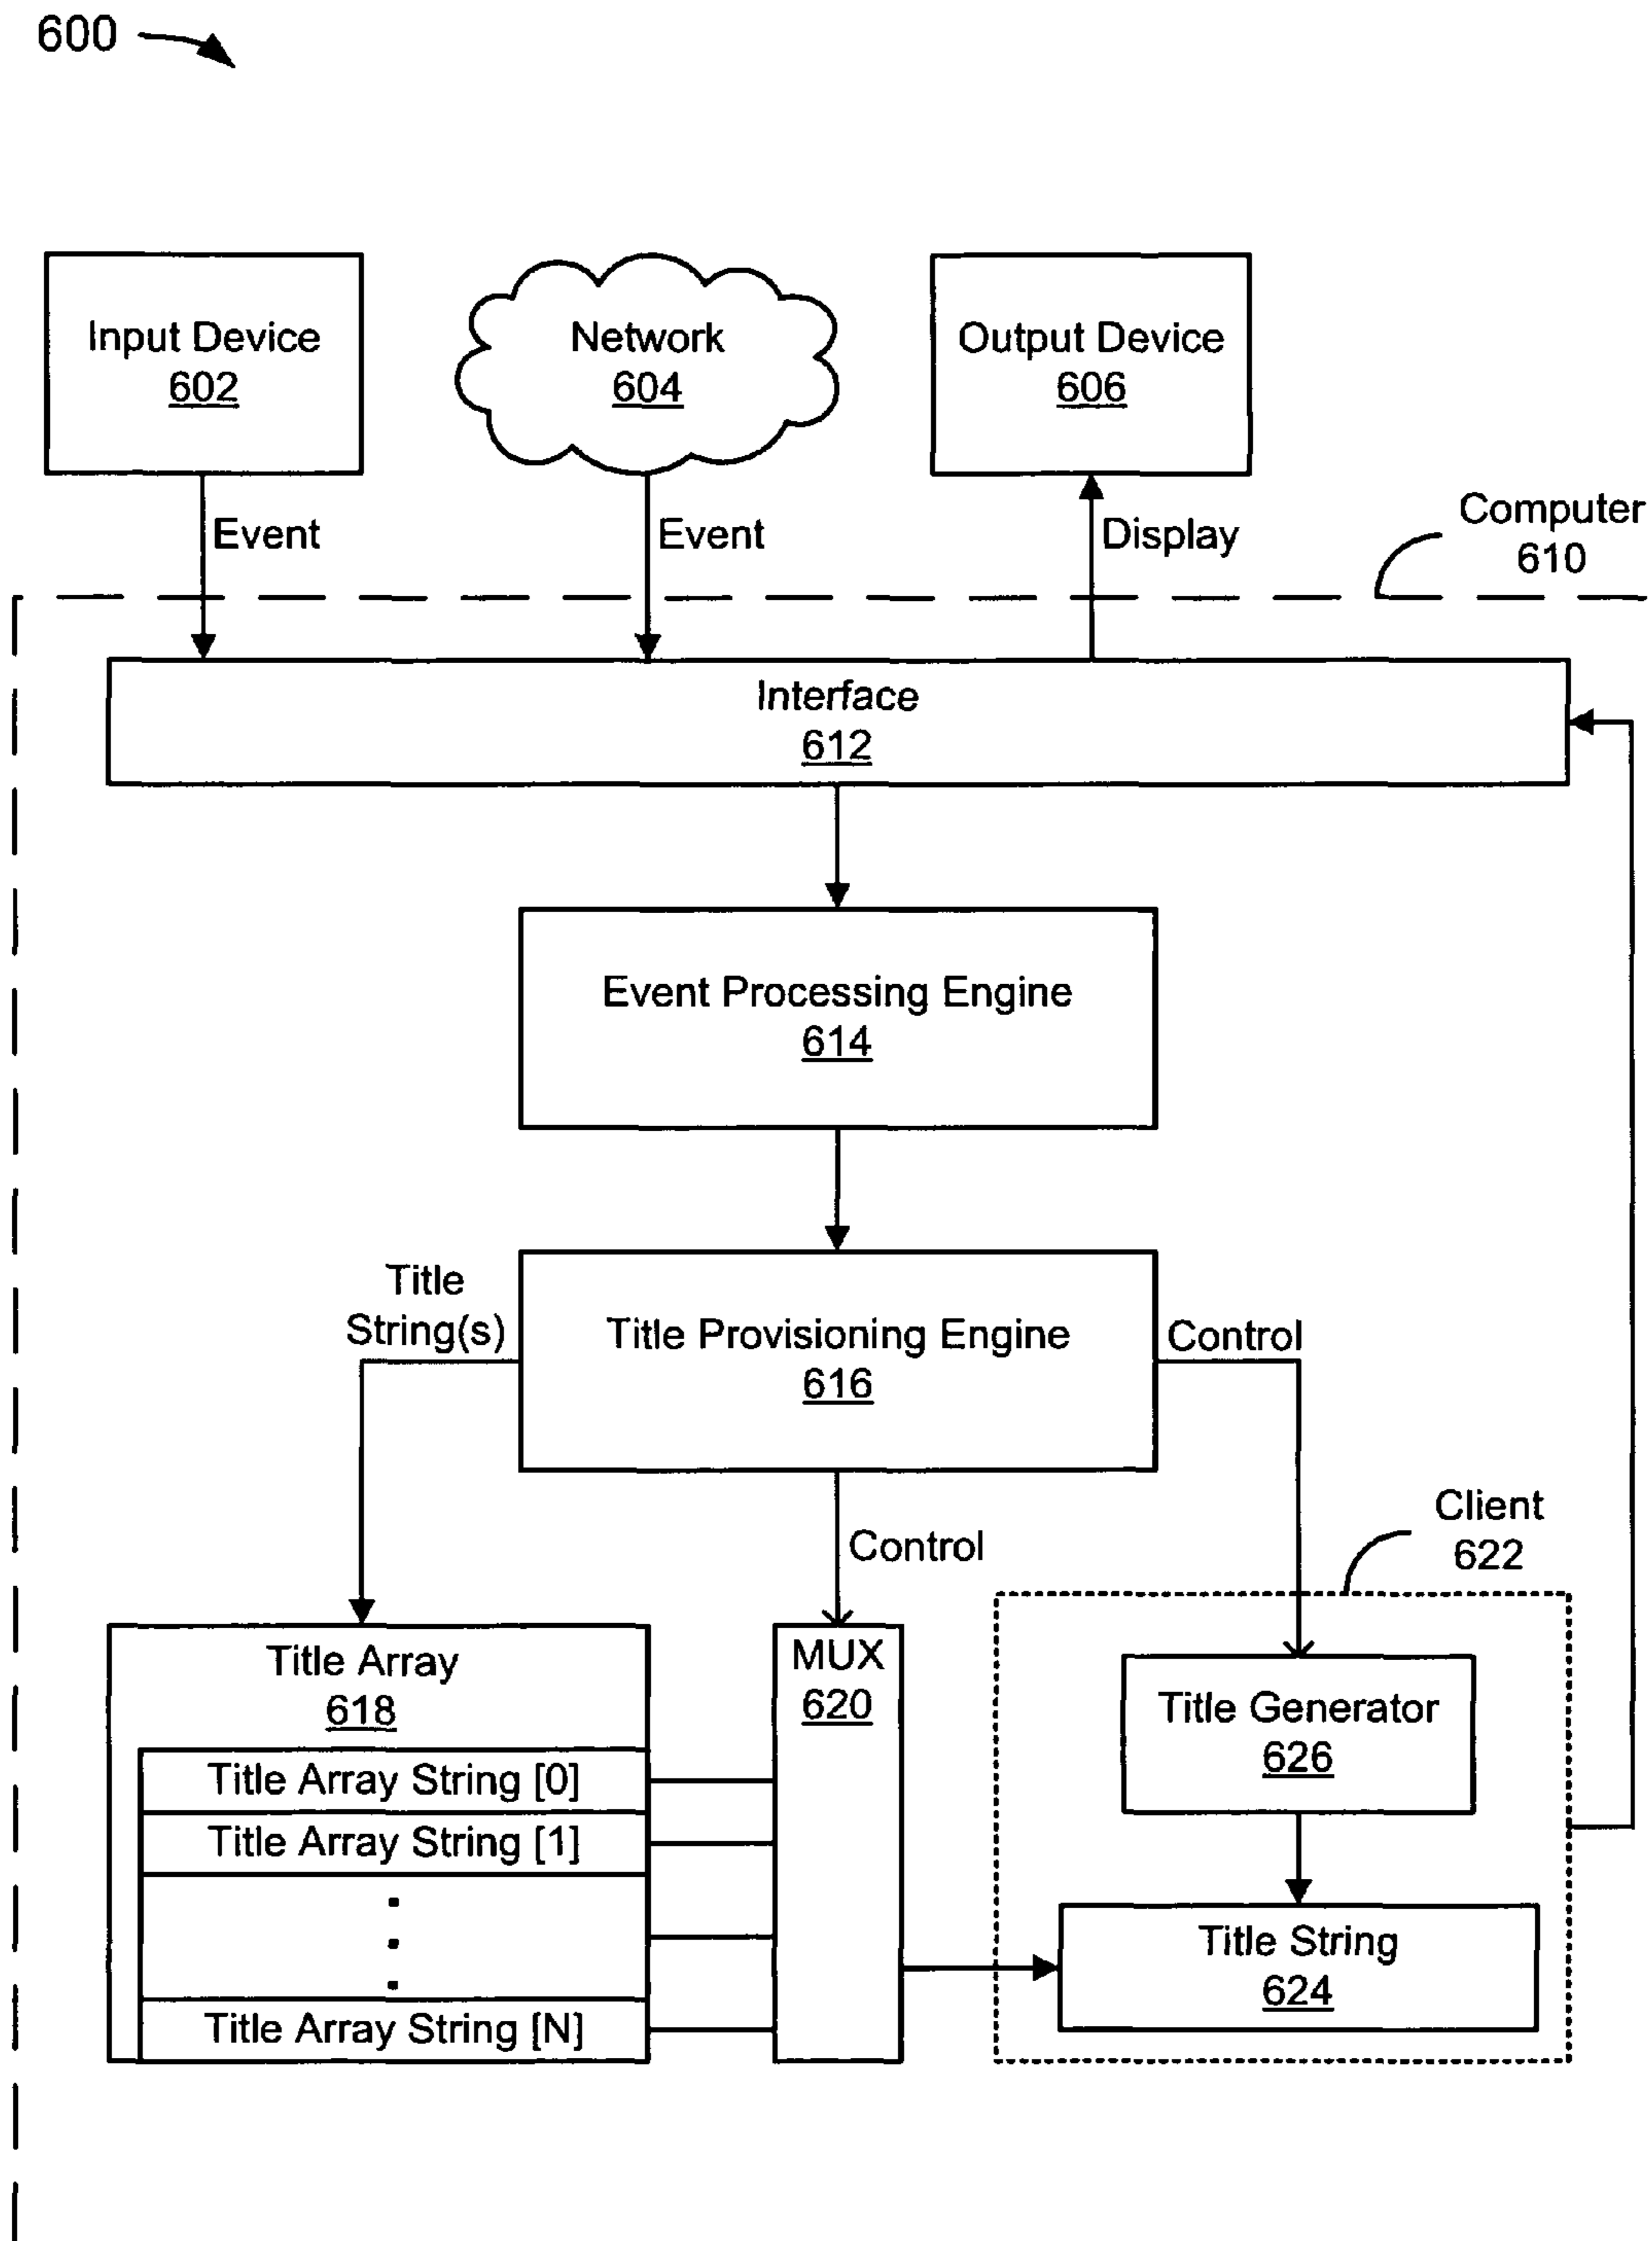 600
Input Device
602
Network
604
Output Device
606
Event
Event
Display
Computer
610
Interface
612
Event Processing Engine
614
Title
String(s)
Title Provisioning Engine
616
Control
Control
Client
622
Title Array
618
MUX
620
Title Generator
626
Title Array String [0]
Title Array String [1]
.
.
.
Title Array String [N]
Title String
624